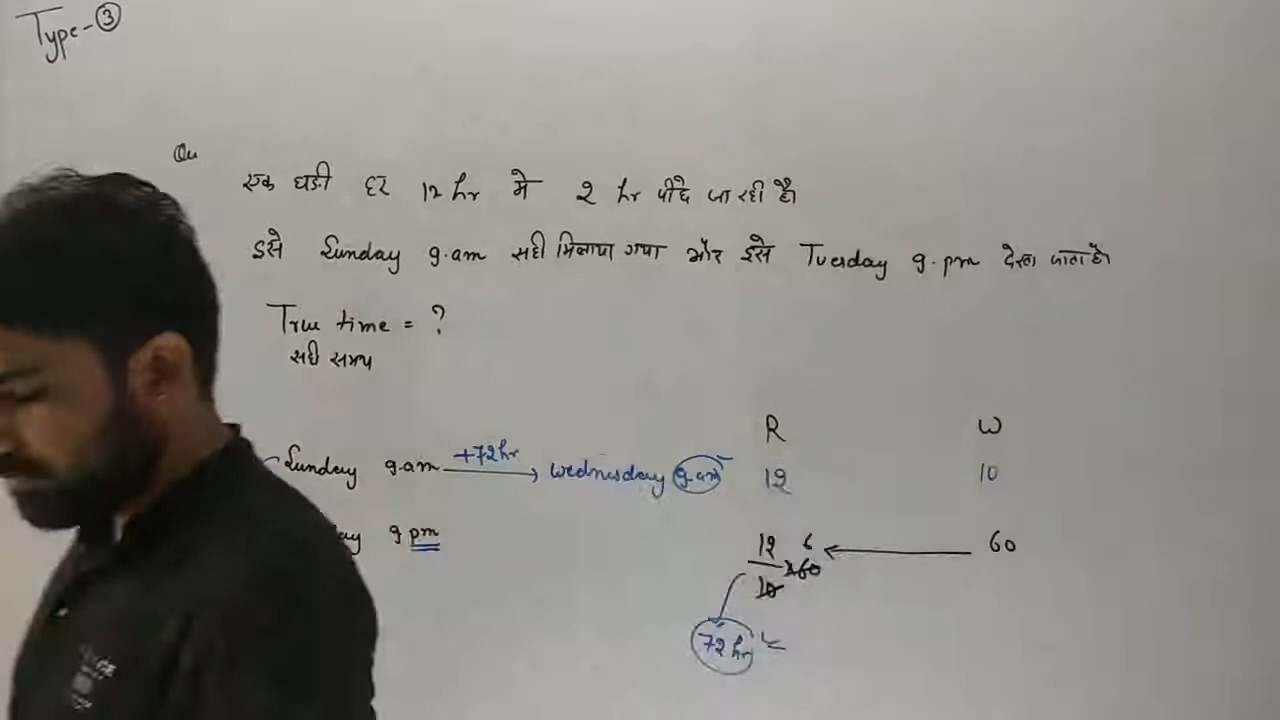 Type-③
Qu
एक घड़ी हर 12 hr मे 2 hr पीछे जा रही है।
इसे Sunday 9.am सही मिलाया गया और इसे Tuesday 9.pm देखा जाता है।
True time = ?
सही समय
R W
Sunday 9.am +72hr → Wednesday 9.am 12 10
ay 9 pm
12/10 × 60 6 ← 60
72 hr